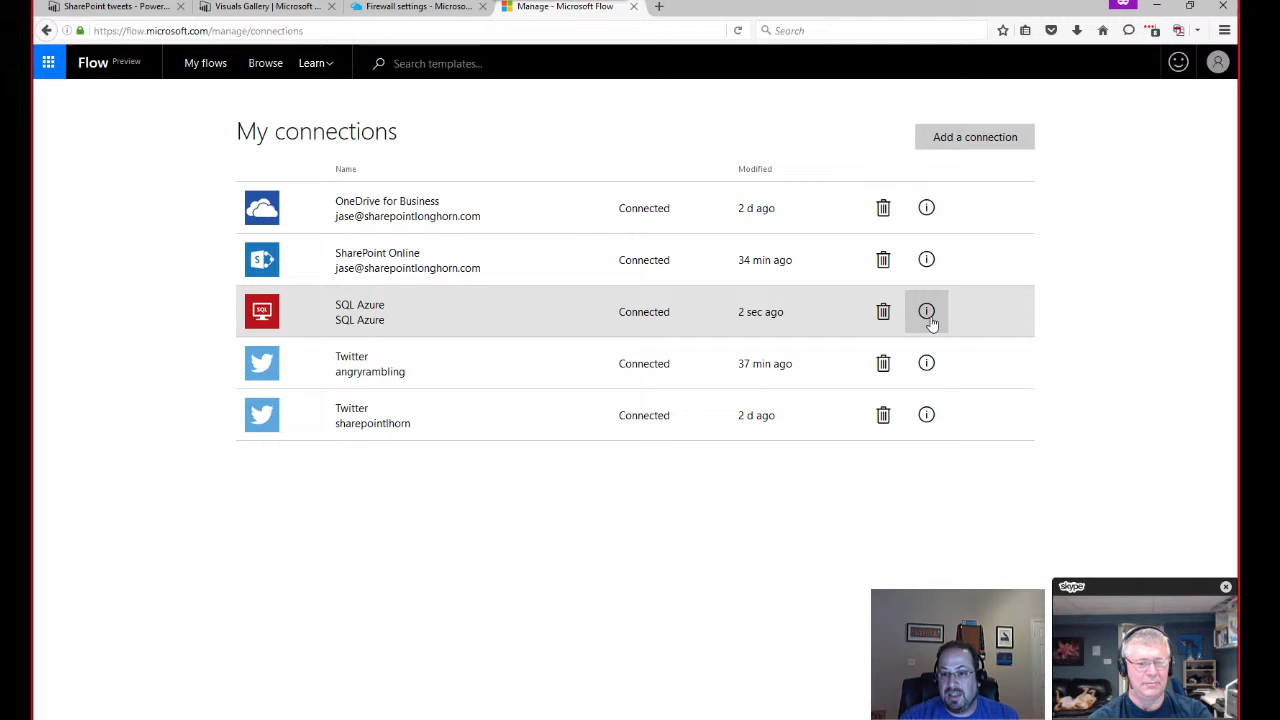 SharePoint tweets - Power...
Visuals Gallery | Microsoft ...
Firewall settings - Microso...
Manage - Microsoft Flow
https://flow.microsoft.com/manage/connections
Search
Flow Preview
My flows
Browse
Learn
Search templates...
My connections
Add a connection
Name
Modified
OneDrive for Business
jase@sharepointlonghorn.com
Connected
2 d ago
SharePoint Online
jase@sharepointlonghorn.com
Connected
34 min ago
SQL
SQL Azure
SQL Azure
Connected
2 sec ago
Twitter
angryrambling
Connected
37 min ago
Twitter
sharepointlhorn
Connected
2 d ago
skype